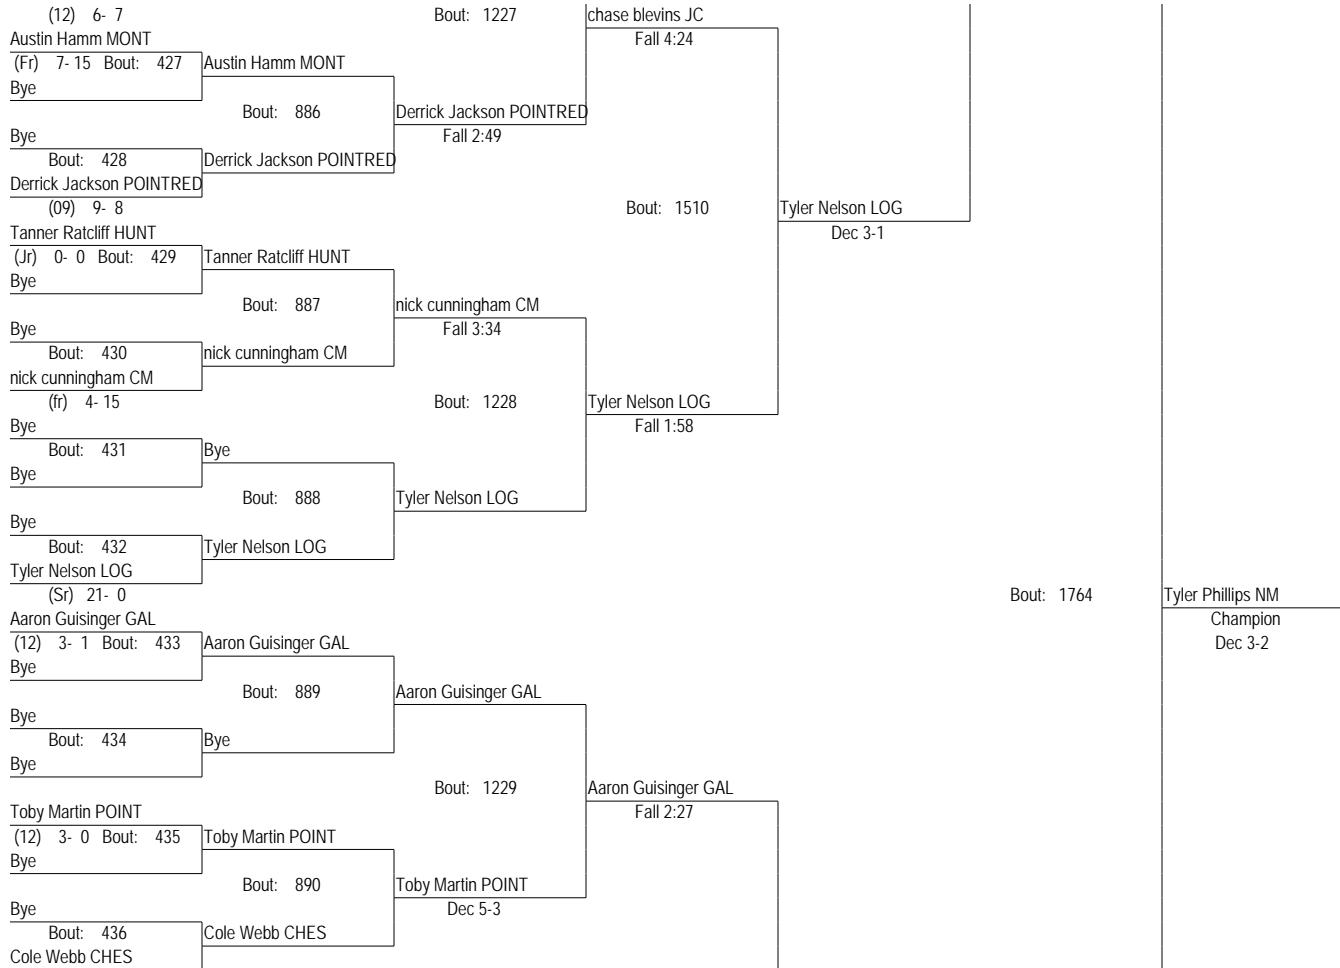 (12) 6- 7 Bout: 1227 chase blevins JC
Austin Hamm MONT Fall 4:24
(Fr) 7- 15 Bout: 427 Austin Hamm MONT
Bye
Bout: 886 Derrick Jackson POINTRED
Bye Fall 2:49
Bout: 428 Derrick Jackson POINTRED
Derrick Jackson POINTRED
(09) 9- 8 Bout: 1510 Tyler Nelson LOG
Tanner Ratcliff HUNT Dec 3-1
(Jr) 0- 0 Bout: 429 Tanner Ratcliff HUNT
Bye
Bout: 887 nick cunningham CM
Bye Fall 3:34
Bout: 430 nick cunningham CM
nick cunningham CM
(fr) 4- 15 Bout: 1228 Tyler Nelson LOG
Bye Fall 1:58
Bout: 431 Bye
Bye
Bout: 888 Tyler Nelson LOG
Bye
Bout: 432 Tyler Nelson LOG
Tyler Nelson LOG
(Sr) 21- 0 Bout: 1764 Tyler Phillips NM
Aaron Guisinger GAL Champion
(12) 3- 1 Bout: 433 Aaron Guisinger GAL Dec 3-2
Bye
Bout: 889 Aaron Guisinger GAL
Bye
Bout: 434 Bye
Bye
Bout: 1229 Aaron Guisinger GAL
Toby Martin POINT Fall 2:27
(12) 3- 0 Bout: 435 Toby Martin POINT
Bye
Bout: 890 Toby Martin POINT
Bye Dec 5-3
Bout: 436 Cole Webb CHES
Cole Webb CHES